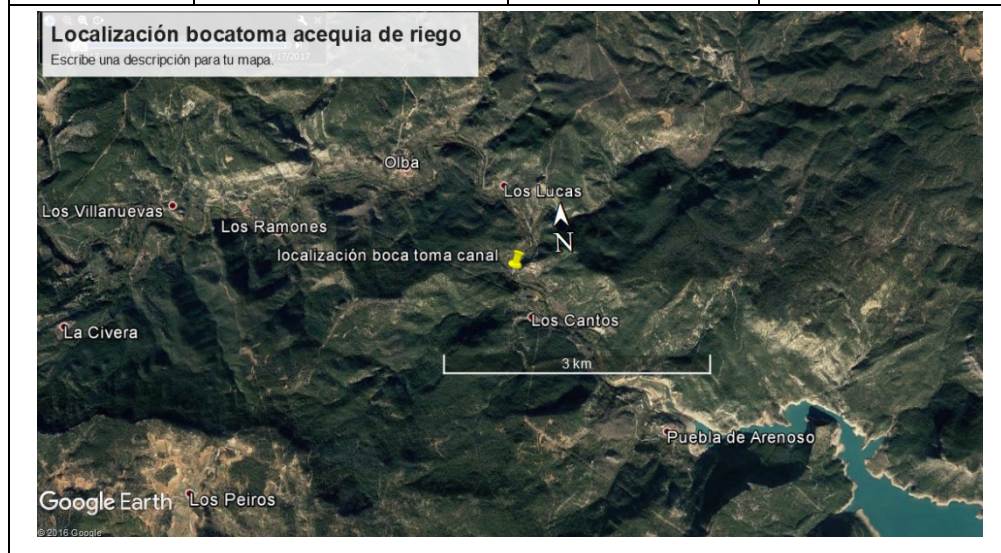 Localización bocatoma acequia de riego
Escribe una descripción para tu mapa.
Olba
Los Lucas
Los Villanuevas
Los Ramones
N
localización boca toma canal
La Civera
Los Cantos
3 km
Puebla de Arenoso
Google Earth
Los Peiros
© 2016 Google